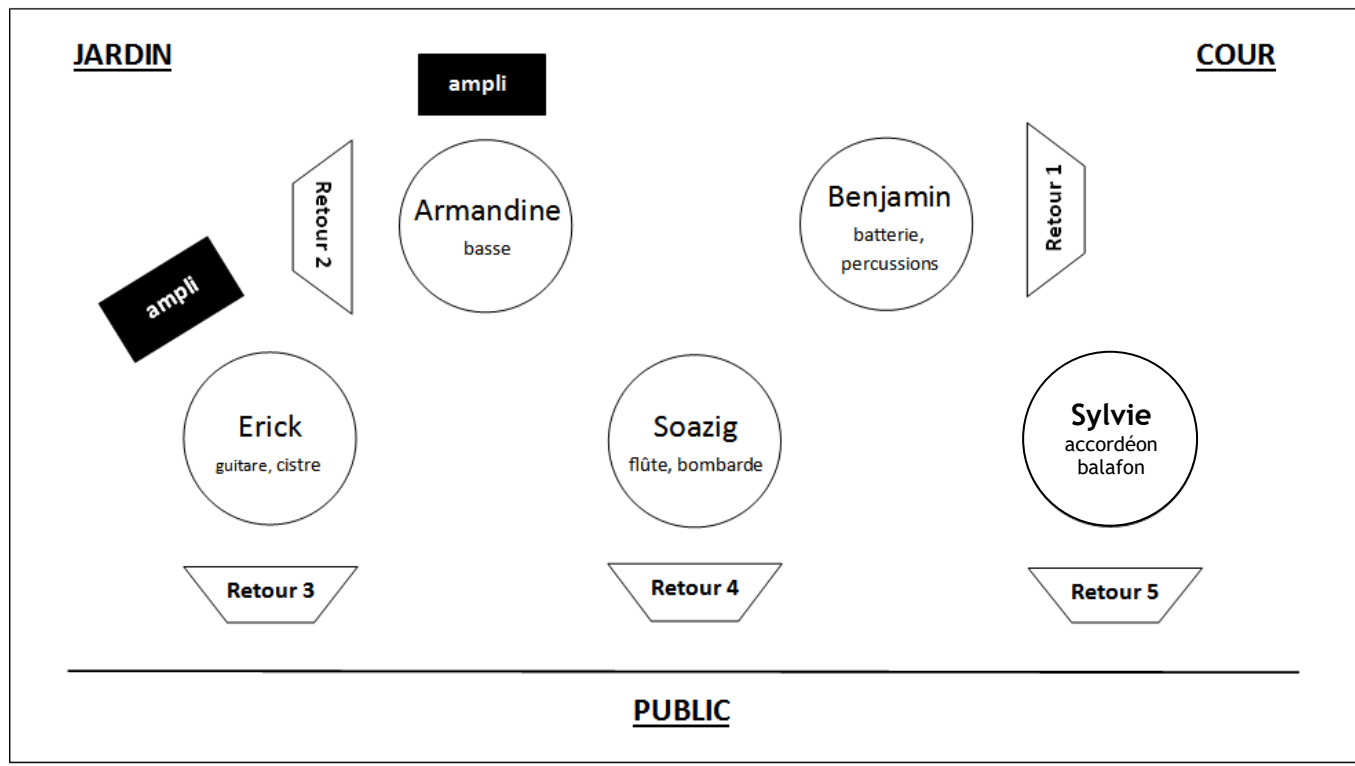 JARDIN
COUR
ampli
Retour 2
Armandine
basse
Benjamin
batterie,
percussions
Retour 1
ampli
Erick
guitare, cistre
Soazig
flûte, bombarde
Sylvie
accordéon
balafon
Retour 3
Retour 4
Retour 5
PUBLIC